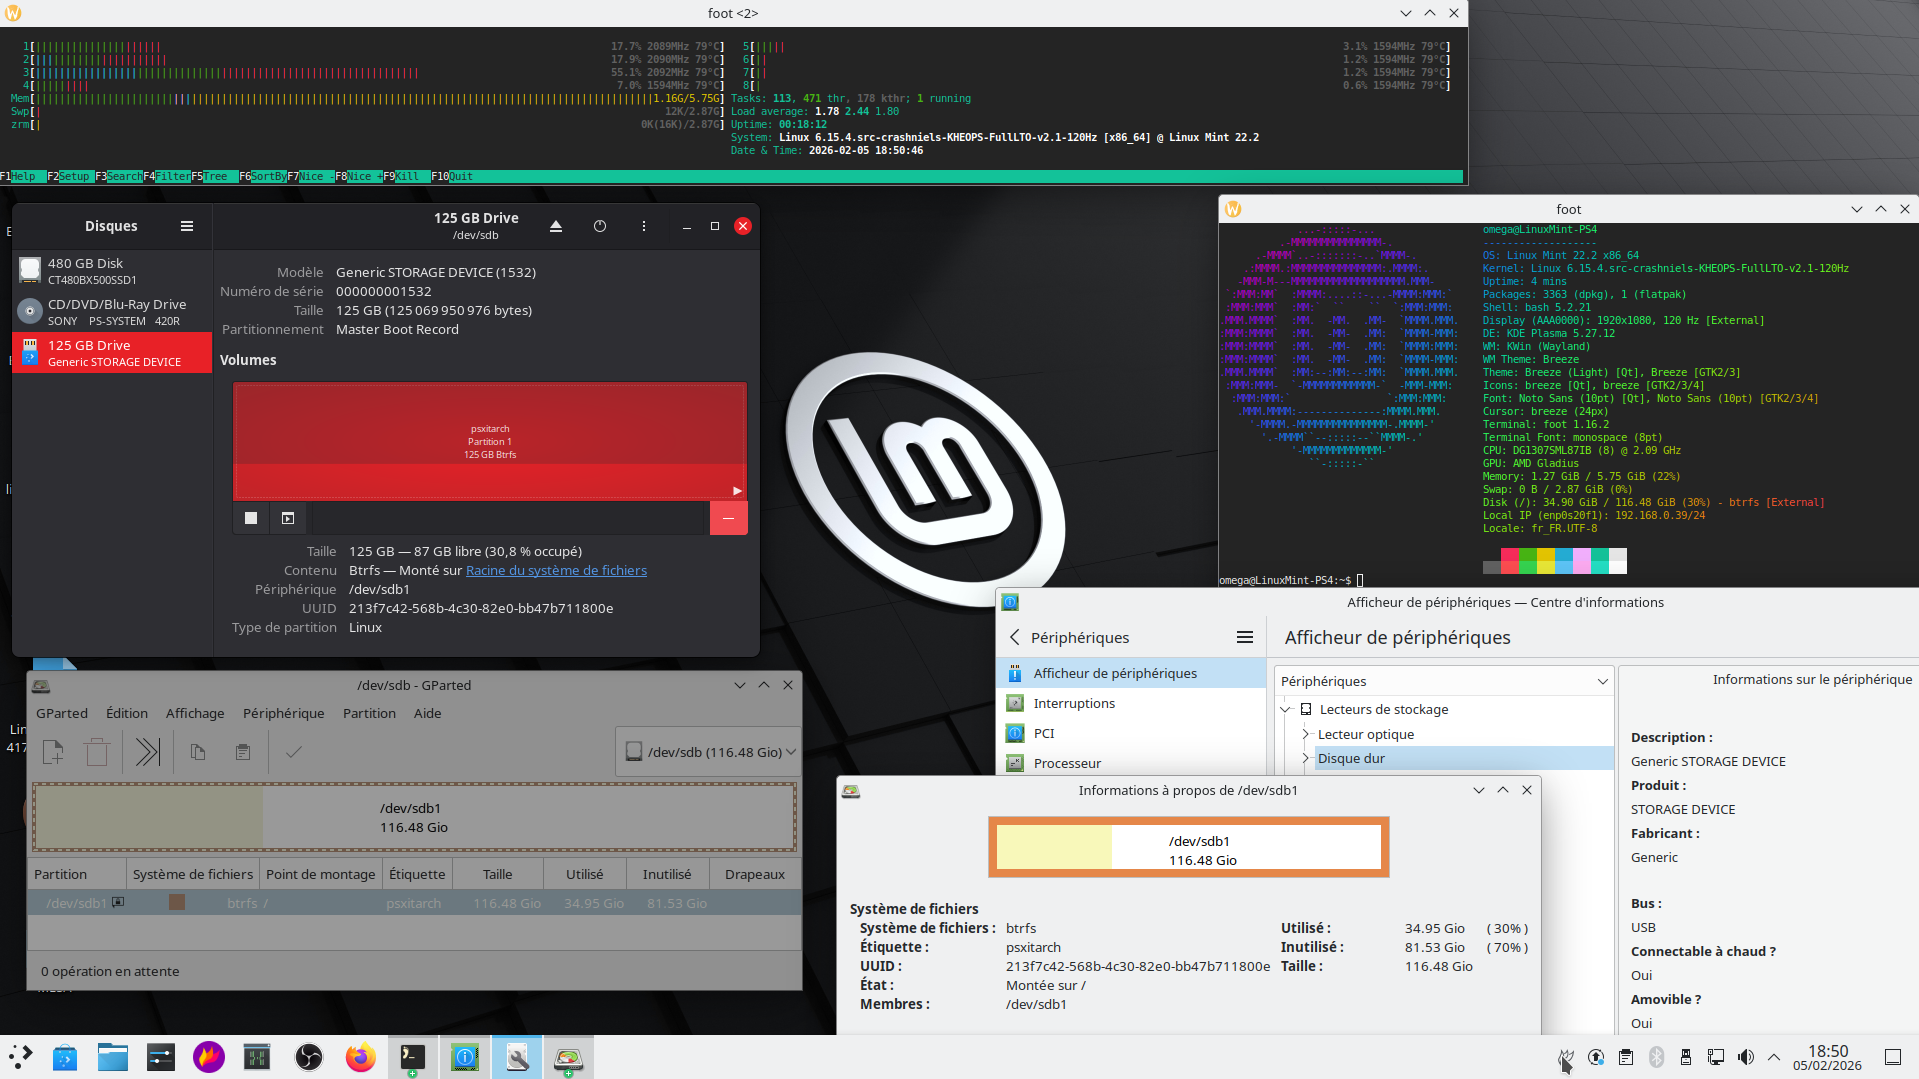 foot <2>
1[ 17.7% 2089MHz 79°C] 5[ 3.1% 1594MHz 79°C]
2[ 17.9% 2090MHz 79°C] 6[ 1.2% 1594MHz 79°C]
3[ 55.1% 2092MHz 79°C] 7[ 1.2% 1594MHz 79°C]
4[ 7.0% 1594MHz 79°C] 8[ 0.6% 1594MHz 79°C]
Mem[ 1.16G/5.75G] Tasks: 113, 471 thr, 178 kthr; 1 running
Swp[ 12K/2.87G] Load average: 1.78 2.44 1.80
zrm[ 0K(16K)/2.87G] Uptime: 00:18:12
System: Linux 6.15.4.src-crashniels-KHEOPS-FullLTO-v2.1-120Hz [x86_64] @ Linux Mint 22.2
Date & Time: 2026-02-05 18:50:46
F1Help F2Setup F3SearchF4FilterF5Tree F6SortByF7Nice -F8Nice +F9Kill F10Quit
Disques
125 GB Drive
/dev/sdb
480 GB Disk
CT480BX500SSD1
CD/DVD/Blu-Ray Drive
SONY PS-SYSTEM 420R
125 GB Drive
Generic STORAGE DEVICE
Modèle Generic STORAGE DEVICE (1532)
Numéro de série 000000001532
Taille 125 GB (125 069 950 976 bytes)
Partitionnement Master Boot Record
Volumes
psxitarch
Partition 1
125 GB Btrfs
Taille 125 GB — 87 GB libre (30,8 % occupé)
Contenu Btrfs — Monté sur Racine du système de fichiers
Périphérique /dev/sdb1
UUID 213f7c42-568b-4c30-82e0-bb47b711800e
Type de partition Linux
foot
omega@LinuxMint-PS4
-------------------
OS: Linux Mint 22.2 x86_64
Kernel: Linux 6.15.4.src-crashniels-KHEOPS-FullLTO-v2.1-120Hz
Uptime: 4 mins
Packages: 3363 (dpkg), 1 (flatpak)
Shell: bash 5.2.21
Display (AAA0000): 1920x1080, 120 Hz [External]
DE: KDE Plasma 5.27.12
WM: KWin (Wayland)
WM Theme: Breeze
Theme: Breeze (Light) [Qt], Breeze [GTK2/3]
Icons: breeze [Qt], breeze [GTK2/3/4]
Font: Noto Sans (10pt) [Qt], Noto Sans (10pt) [GTK2/3/4]
Cursor: breeze (24px)
Terminal: foot 1.16.2
Terminal Font: monospace (8pt)
CPU: DG1307SML87IB (8) @ 2.09 GHz
GPU: AMD Gladius
Memory: 1.27 GiB / 5.75 GiB (22%)
Swap: 0 B / 2.87 GiB (0%)
Disk (/): 34.90 GiB / 116.48 GiB (30%) - btrfs [External]
Local IP (enp0s20f1): 192.168.0.39/24
Locale: fr_FR.UTF-8
omega@LinuxMint-PS4:~$
/dev/sdb - GParted
GParted Édition Affichage Périphérique Partition Aide
/dev/sdb (116.48 Gio)
/dev/sdb1
116.48 Gio
Partition Système de fichiers Point de montage Étiquette Taille Utilisé Inutilisé Drapeaux
/dev/sdb1 btrfs / psxitarch 116.48 Gio 34.95 Gio 81.53 Gio
0 opération en attente
Afficheur de périphériques — Centre d'informations
Périphériques
Afficheur de périphériques
Afficheur de périphériques
Interruptions
PCI
Processeur
Périphériques
Lecteurs de stockage
Lecteur optique
Disque dur
Informations sur le périphérique
Description :
Generic STORAGE DEVICE
Produit :
STORAGE DEVICE
Fabricant :
Generic
Bus :
USB
Connectable à chaud ?
Oui
Amovible ?
Oui
Informations à propos de /dev/sdb1
/dev/sdb1
116.48 Gio
Système de fichiers
Système de fichiers : btrfs Utilisé : 34.95 Gio ( 30% )
Étiquette : psxitarch Inutilisé : 81.53 Gio ( 70% )
UUID : 213f7c42-568b-4c30-82e0-bb47b711800e Taille : 116.48 Gio
État : Montée sur /
Membres : /dev/sdb1
18:50
05/02/2026